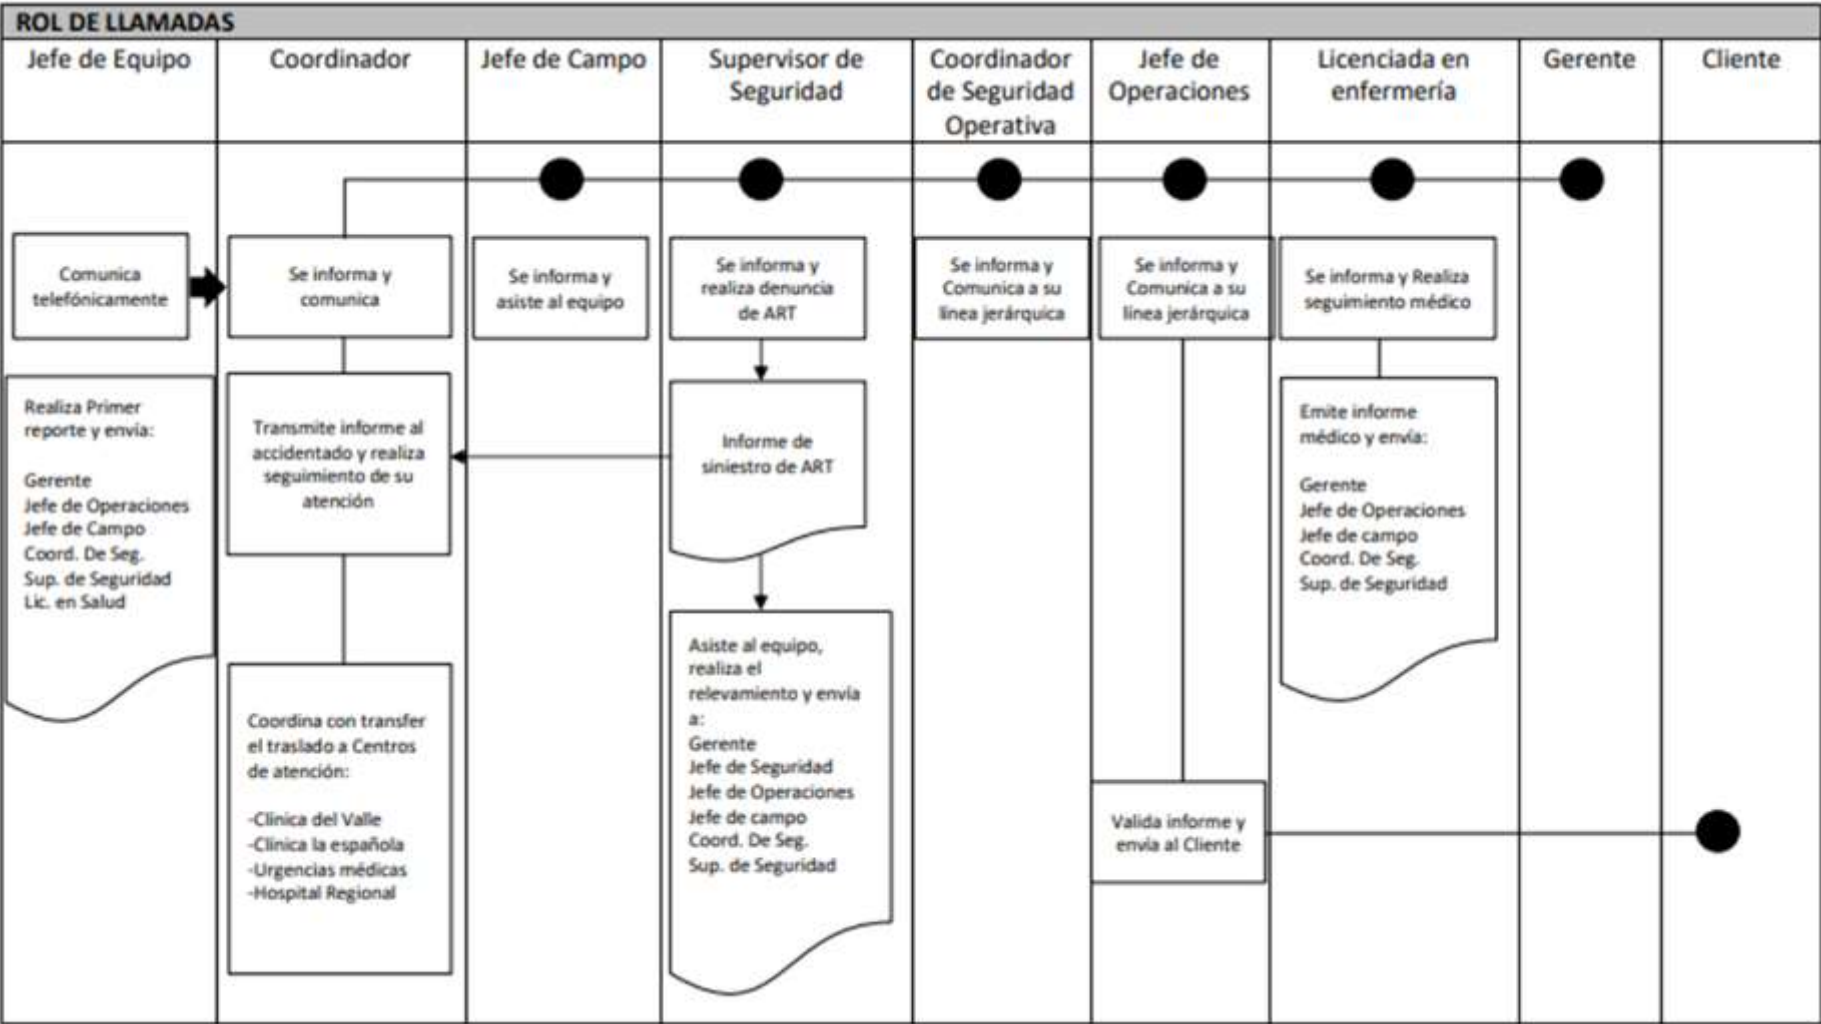 ROL DE LLAMADAS
Jefe de Equipo
Coordinador
Jefe de Campo
Supervisor de
Seguridad
Coordinador
de Seguridad
Operativa
Jefe de
Operaciones
Licenciada en
enfermería
Gerente
Cliente
Comunica
telefónicamente
Se informa y
comunica
Se informa y
asiste al equipo
Se informa y
realiza denuncia
de ART
Se informa y
Comunica a su
línea jerárquica
Se informa y
Comunica a su
línea jerárquica
Se informa y Realiza
seguimiento médico
Realiza Primer
reporte y envía:
Gerente
Jefe de Operaciones
Jefe de Campo
Coord. De Seg.
Sup. de Seguridad
Lic. en Salud
Transmite informe al
accidentado y realiza
seguimiento de su
atención
Informe de
siniestro de ART
Emite informe
médico y envía:
Gerente
Jefe de Operaciones
Jefe de campo
Coord. De Seg.
Sup. de Seguridad
Coordina con transfer
el traslado a Centros
de atención:
-Clínica del Valle
-Clínica la española
-Urgencias médicas
-Hospital Regional
Asiste al equipo,
realiza el
relevamiento y envía
a:
Gerente
Jefe de Seguridad
Jefe de Operaciones
Jefe de campo
Coord. De Seg.
Sup. de Seguridad
Valida informe y
envía al Cliente